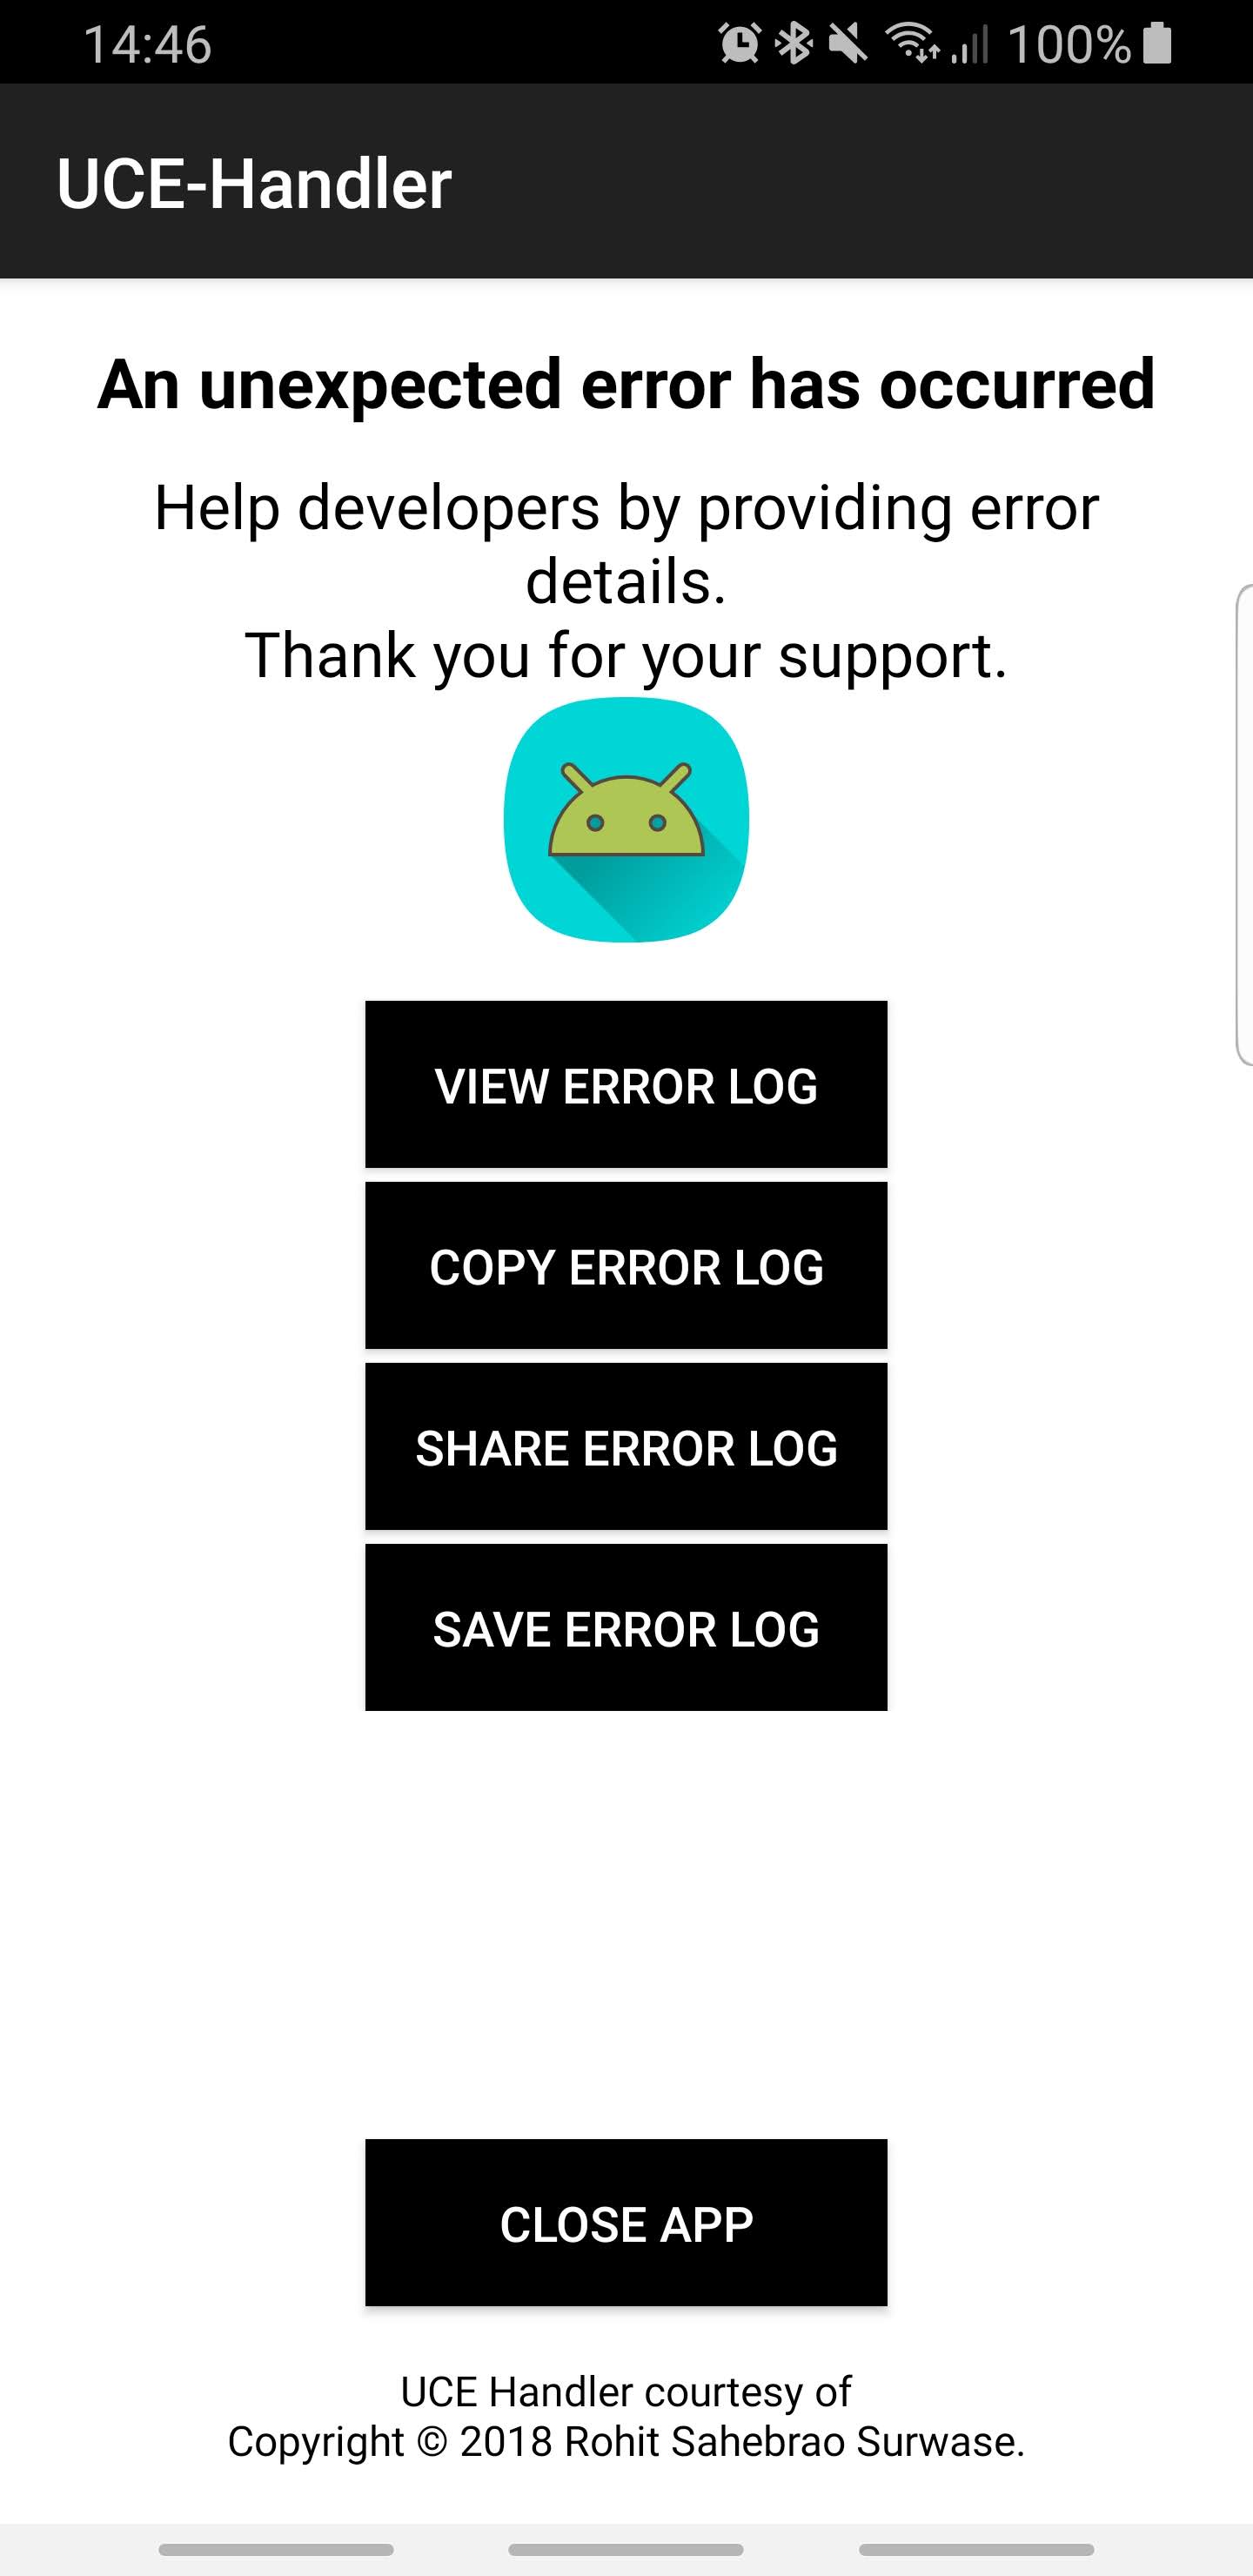 14:46
100%
UCE-Handler
An unexpected error has occurred
Help developers by providing error
details.
Thank you for your support.
VIEW ERROR LOG
COPY ERROR LOG
SHARE ERROR LOG
SAVE ERROR LOG
CLOSE APP
UCE Handler courtesy of
Copyright © 2018 Rohit Sahebrao Surwase.